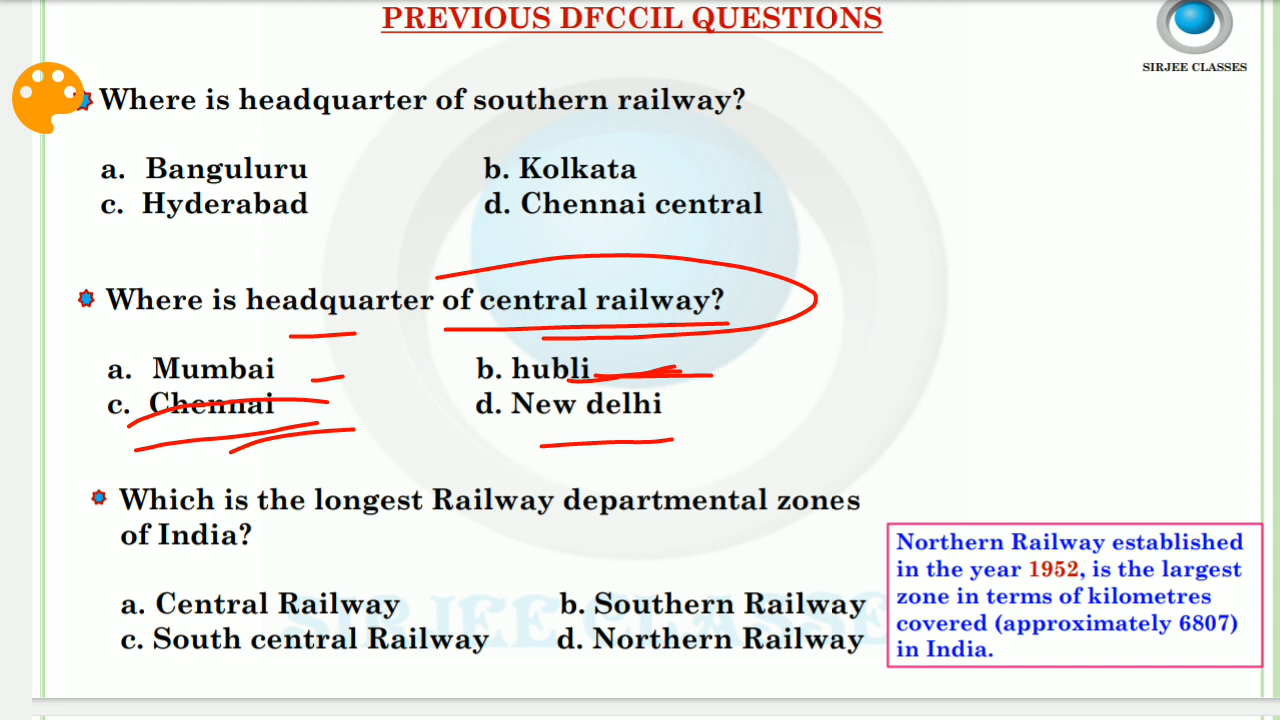 PREVIOUS DFCCIL QUESTIONS
SIRJEE CLASSES
Where is headquarter of southern railway?
a. Banguluru b. Kolkata
c. Hyderabad d. Chennai central
Where is headquarter of central railway?
a. Mumbai b. hubli
c. Chennai d. New delhi
Which is the longest Railway departmental zones
of India?
a. Central Railway b. Southern Railway
c. South central Railway d. Northern Railway
Northern Railway established
in the year 1952, is the largest
zone in terms of kilometres
covered (approximately 6807)
in India.
SIRJEE CLASSE